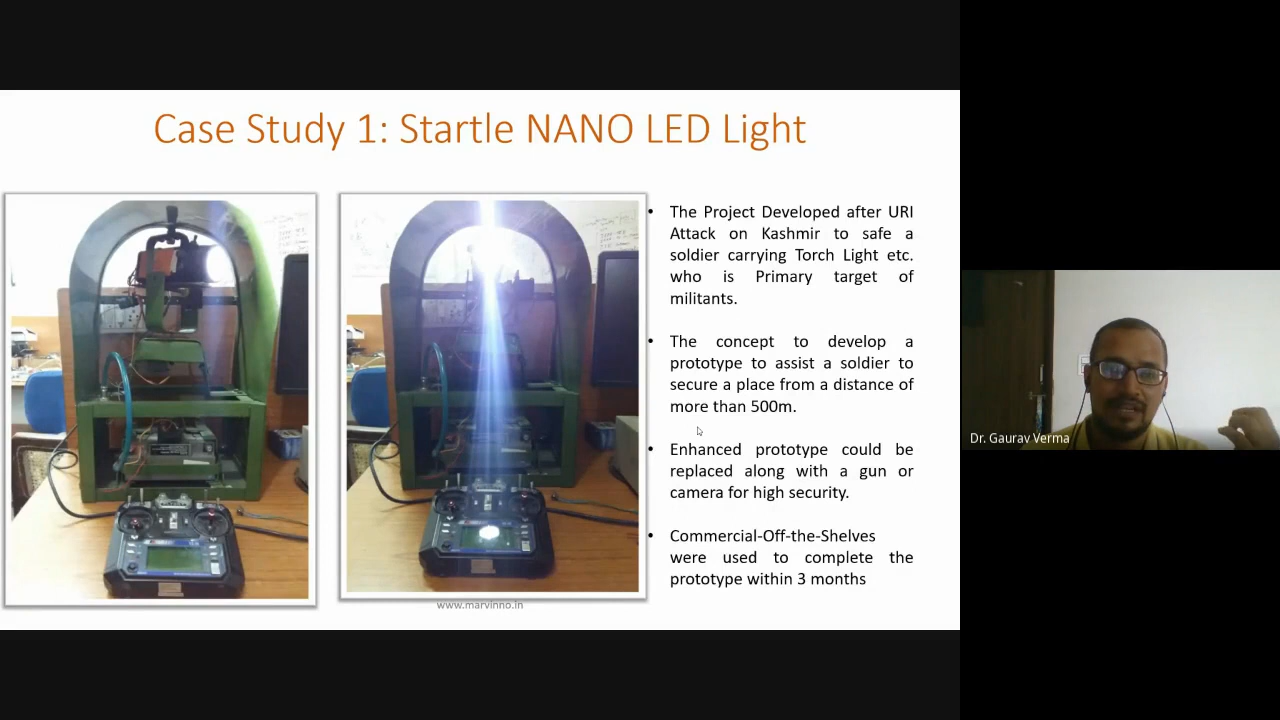 Case Study 1: Startle NANO LED Light
• The Project Developed after URI
Attack on Kashmir to safe a
soldier carrying Torch Light etc.
who is Primary target of
militants.
• The concept to develop a
prototype to assist a soldier to
secure a place from a distance of
more than 500m.
• Enhanced prototype could be
replaced along with a gun or
camera for high security.
• Commercial-Off-the-Shelves
were used to complete the
prototype within 3 months
www.marvinno.in
Dr. Gaurav Verma